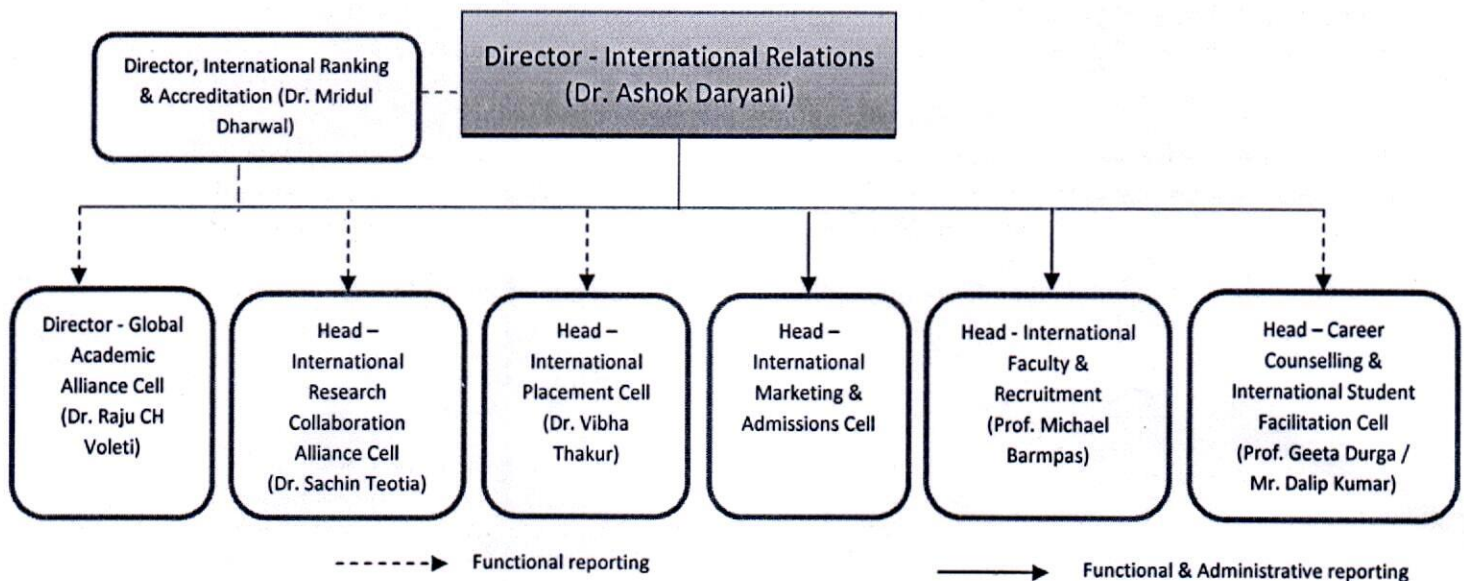 Director, International Ranking
& Accreditation (Dr. Mridul
Dharwal)
Director - International Relations
(Dr. Ashok Daryani)
Director - Global
Academic
Alliance Cell
(Dr. Raju CH
Voleti)
Head –
International
Research
Collaboration
Alliance Cell
(Dr. Sachin Teotia)
Head –
International
Placement Cell
(Dr. Vibha
Thakur)
Head –
International
Marketing &
Admissions Cell
Head - International
Faculty &
Recruitment
(Prof. Michael
Barmpas)
Head – Career
Counselling &
International Student
Facilitation Cell
(Prof. Geeta Durga /
Mr. Dalip Kumar)
Functional reporting
Functional & Administrative reporting